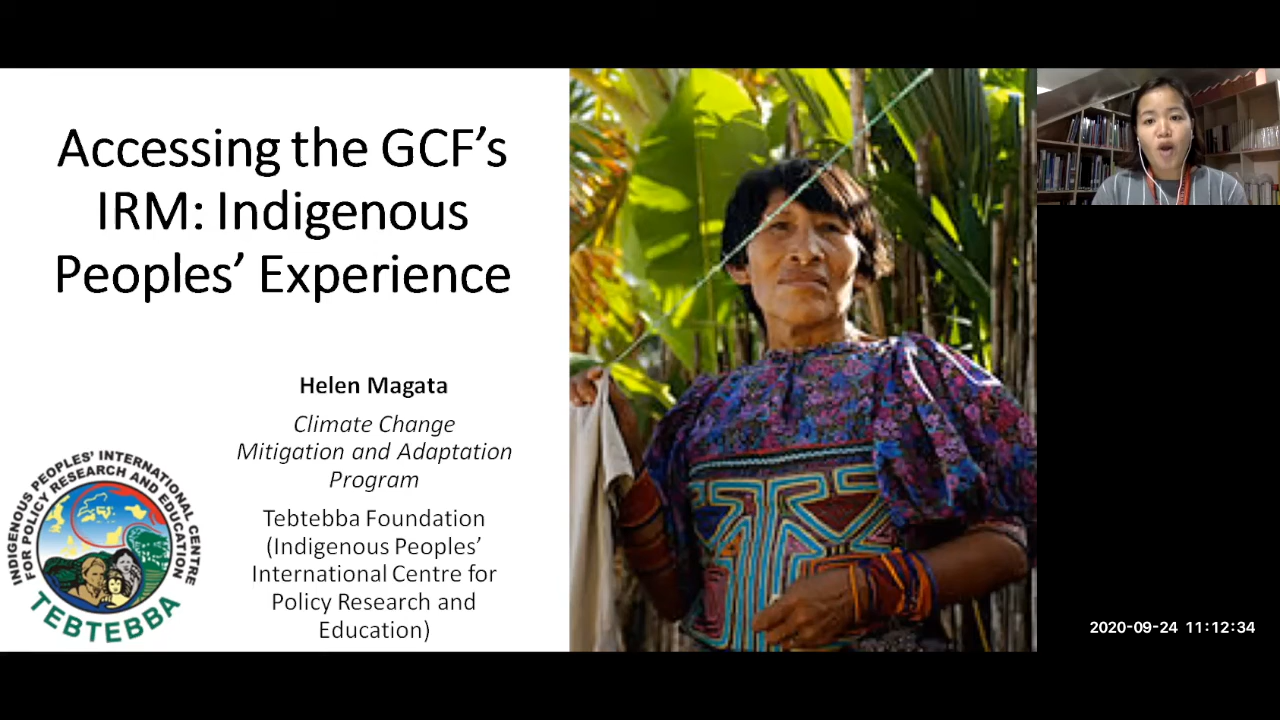 Accessing the GCF’s
IRM: Indigenous
Peoples’ Experience
Helen Magata
Climate Change
Mitigation and Adaptation
Program
Tebtebba Foundation
(Indigenous Peoples’
International Centre for
Policy Research and
Education)
INDIGENOUS PEOPLES' INTERNATIONAL CENTRE
FOR POLICY RESEARCH AND EDUCATION
TEBTEBBA
2020-09-24 11:12:34